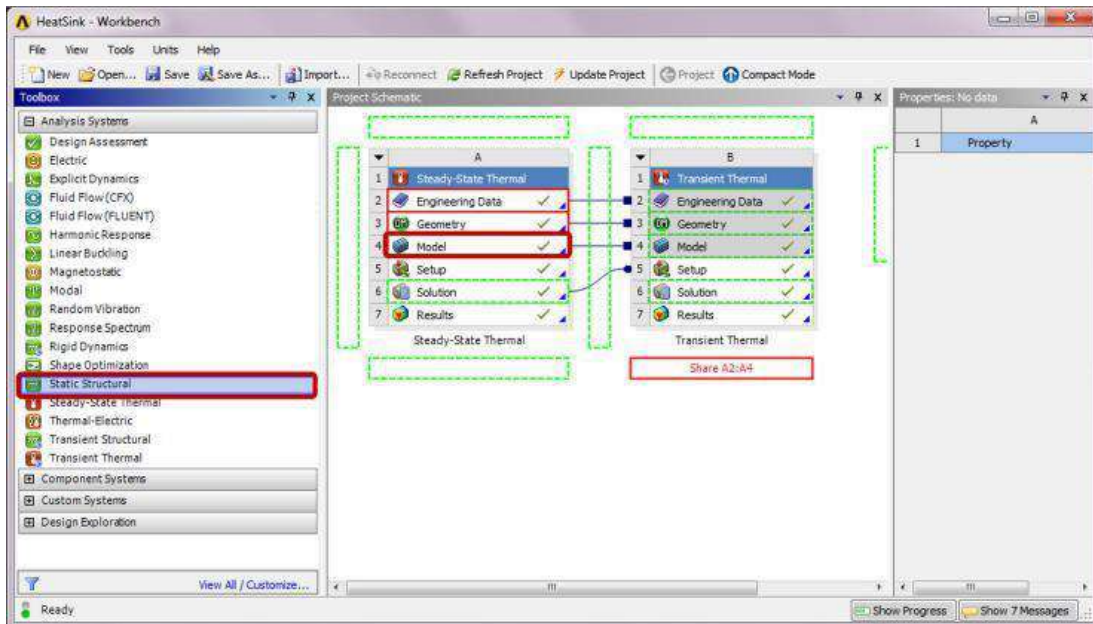 HeatSink - Workbench
File View Tools Units Help
New Open... Save Save As... Import... Reconnect Refresh Project Update Project Project Compact Mode
Toolbox
Analysis Systems
Design Assessment
Electric
Explicit Dynamics
Fluid Flow (CFX)
Fluid Flow (FLUENT)
Harmonic Response
Linear Buckling
Magnetostatic
Modal
Random Vibration
Response Spectrum
Rigid Dynamics
Shape Optimization
Static Structural
Steady-State Thermal
Thermal-Electric
Transient Structural
Transient Thermal
Component Systems
Custom Systems
Design Exploration
View All / Customize...
Project Schematic
A
1 Steady-State Thermal
2 Engineering Data
3 Geometry
4 Model
5 Setup
6 Solution
7 Results
Steady-State Thermal
B
1 Transient Thermal
2 Engineering Data
3 Geometry
4 Model
5 Setup
6 Solution
7 Results
Transient Thermal
Share A2:A4
Properties: No data
A
1 Property
Ready
Show Progress Show 7 Messages